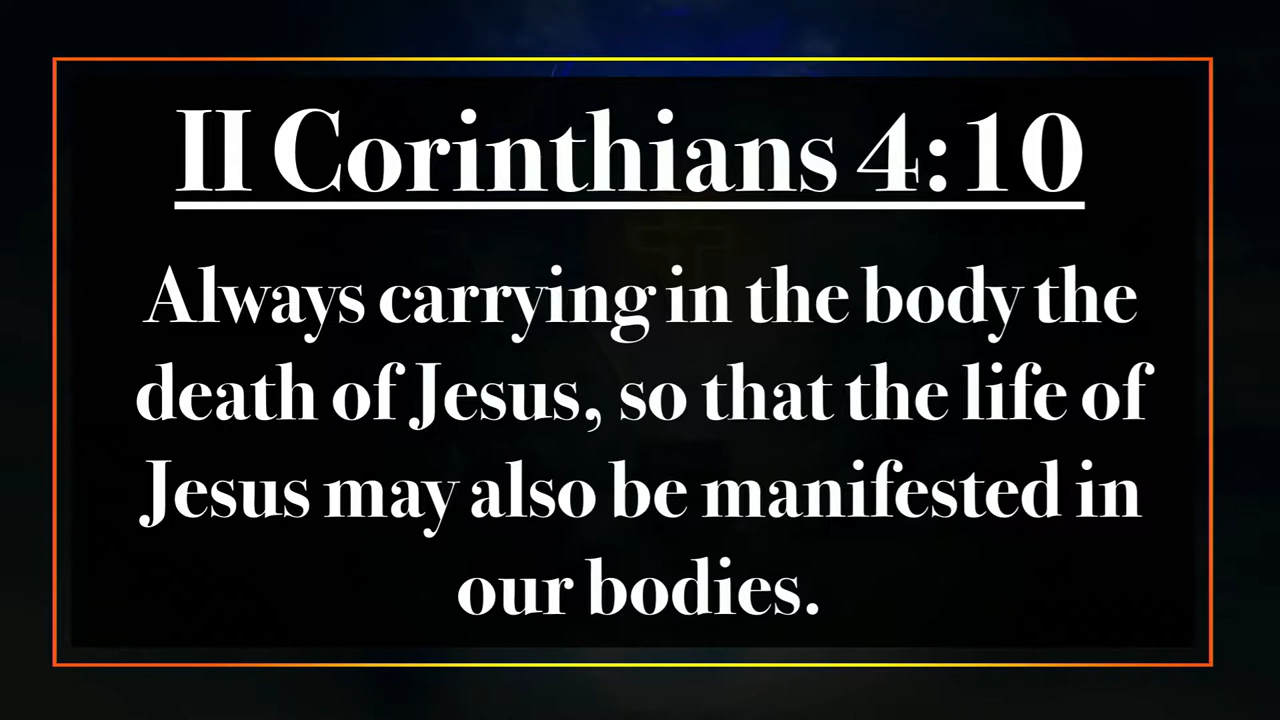 II Corinthians 4:10
Always carrying in the body the
death of Jesus, so that the life of
Jesus may also be manifested in
our bodies.